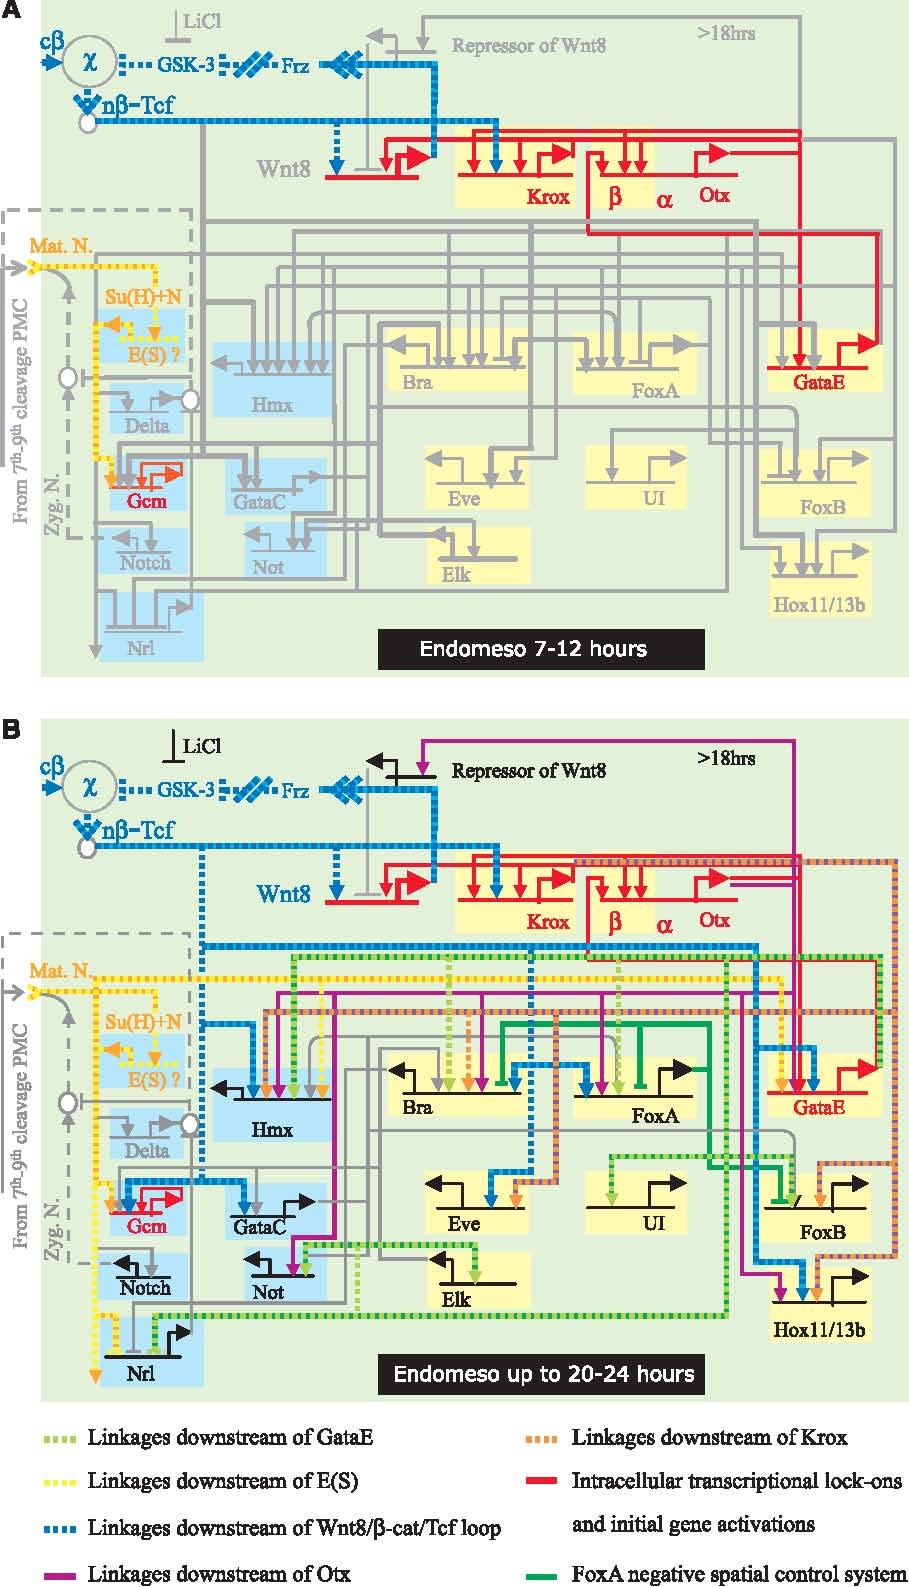 A
LiCl
cβ
χ
GSK-3
Frz
Repressor of Wnt8
>18hrs
nβ-Tcf
Wnt8
Krox
β
α
Otx
Mat. N.
Su(H)+N
E(S) ?
From 7th-9th cleavage PMC
Zyg. N.
Delta
Hmx
Bra
FoxA
GataE
Gcm
GataC
Eve
UI
FoxB
Notch
Not
Elk
Hox11/13b
Nrl
Endomeso 7-12 hours
B
LiCl
cβ
χ
GSK-3
Frz
Repressor of Wnt8
>18hrs
nβ-Tcf
Wnt8
Krox
β
α
Otx
Mat. N.
Su(H)+N
E(S) ?
From 7th-9th cleavage PMC
Zyg. N.
Delta
Hmx
Bra
FoxA
GataE
Gcm
GataC
Eve
UI
FoxB
Notch
Not
Elk
Hox11/13b
Nrl
Endomeso up to 20-24 hours
Linkages downstream of GataE
Linkages downstream of E(S)
Linkages downstream of Wnt8/β-cat/Tcf loop
Linkages downstream of Otx
Linkages downstream of Krox
Intracellular transcriptional lock-ons
and initial gene activations
FoxA negative spatial control system